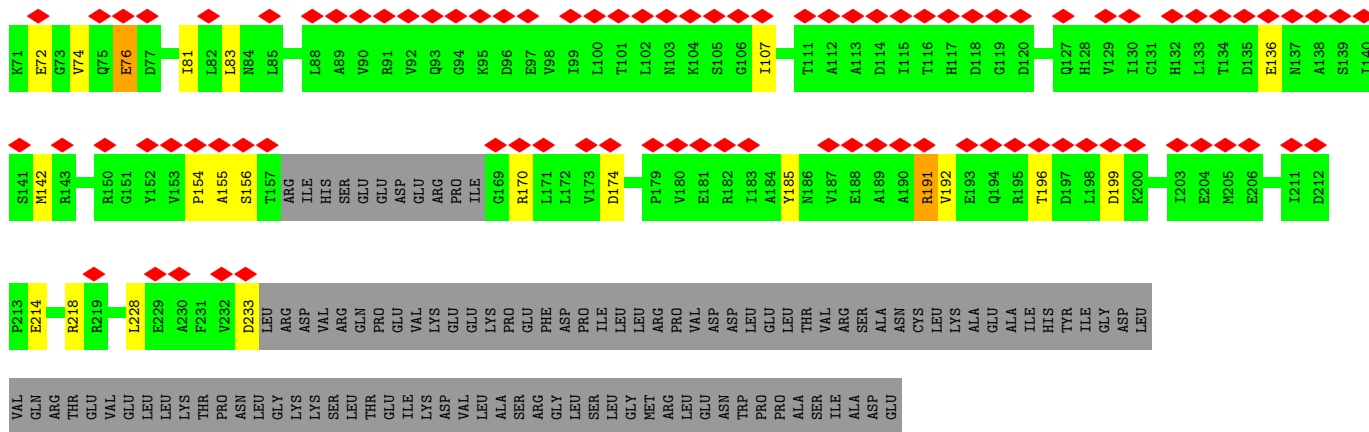 K71 E72 G73 V74 Q75 E76 D77 I81 L82 L83 N84 L85 L88 A89 V90 R91 V92 Q93 G94 K95 D96 E97 V98 I99 L100 T101 L102 N103 K104 S105 G106 I107 T111 A112 A113 D114 I115 T116 H117 D118 G119 D120 Q127 H128 V129 I130 C131 H132 L133 T134 D135 E136 N137 A138 S139 I140
S141 M142 R143 R150 G151 Y152 V153 P154 A155 S156 T157 ARG ILE HIS SER GLU GLU ASP GLU ARG PRO ILE G169 R170 L171 L172 V173 D174 P179 V180 E181 R182 I183 A184 Y185 N186 V187 E188 A189 A190 R191 V192 E193 Q194 R195 T196 D197 L198 D199 K200 I203 E204 M205 E206 I211 D212
P213 E214 R218 R219 L228 E229 A230 F231 V232 D233 LEU ARG ASP VAL ARG GLN PRO GLU VAL LYS GLU GLU LYS PRO GLU PHE ASP PRO ILE LEU LEU ARG PRO VAL ASP ASP LEU GLU LEU THR VAL ARG SER ALA ASN CYS LEU LYS ALA GLU ALA ILE HIS TYR ILE GLY ASP LEU
VAL GLN ARG THR GLU VAL GLU LEU LEU LYS THR PRO ASN LEU GLY LYS LYS SER LEU THR GLU ILE LYS ASP VAL LEU ALA SER ARG GLY LEU SER LEU GLY MET ARG LEU GLU ASN TRP PRO PRO ALA SER ILE ALA ASP GLU